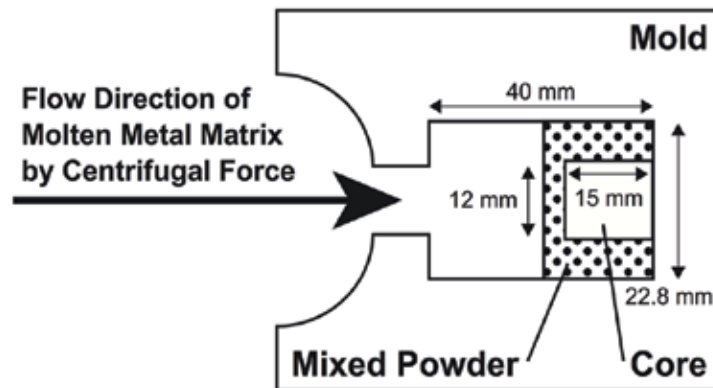 Mold
Flow Direction of
Molten Metal Matrix
by Centrifugal Force
40 mm
12 mm
15 mm
22.8 mm
Mixed Powder
Core